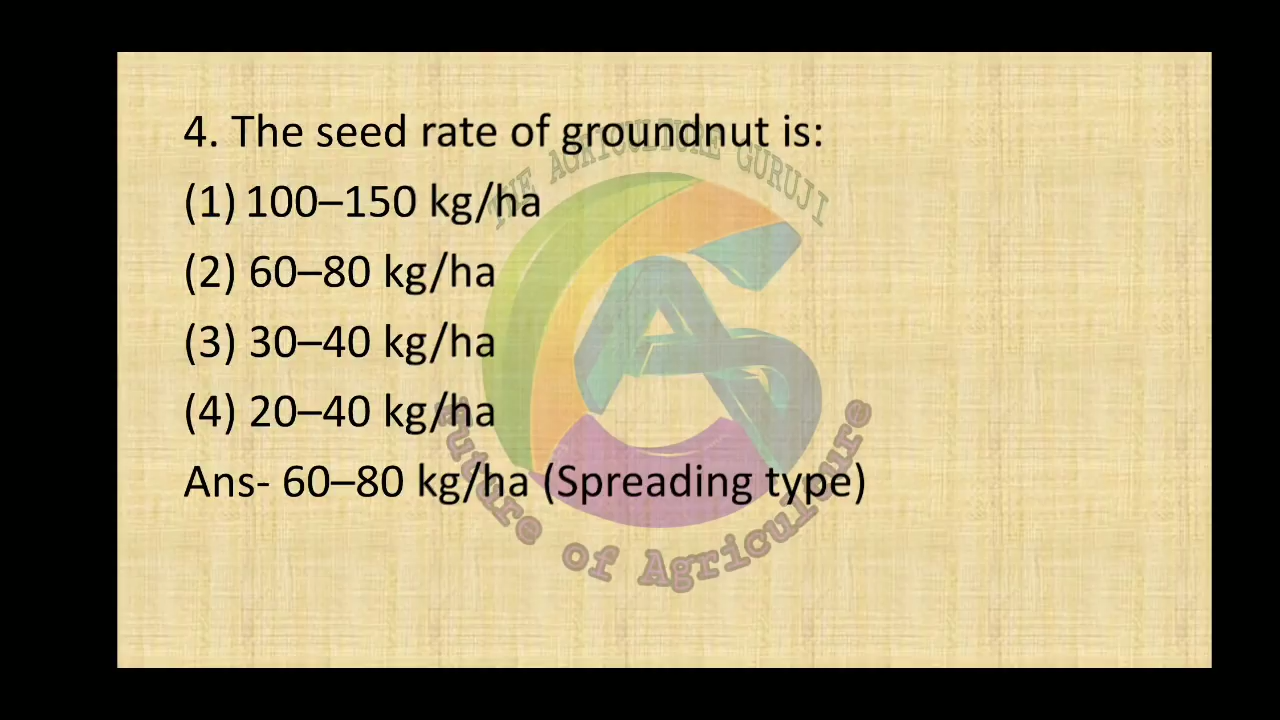 THE AGRICULTURE GURUJI
4. The seed rate of groundnut is:
(1) 100–150 kg/ha
(2) 60–80 kg/ha
(3) 30–40 kg/ha
(4) 20–40 kg/ha
Ans- 60–80 kg/ha (Spreading type)
Future of Agriculture